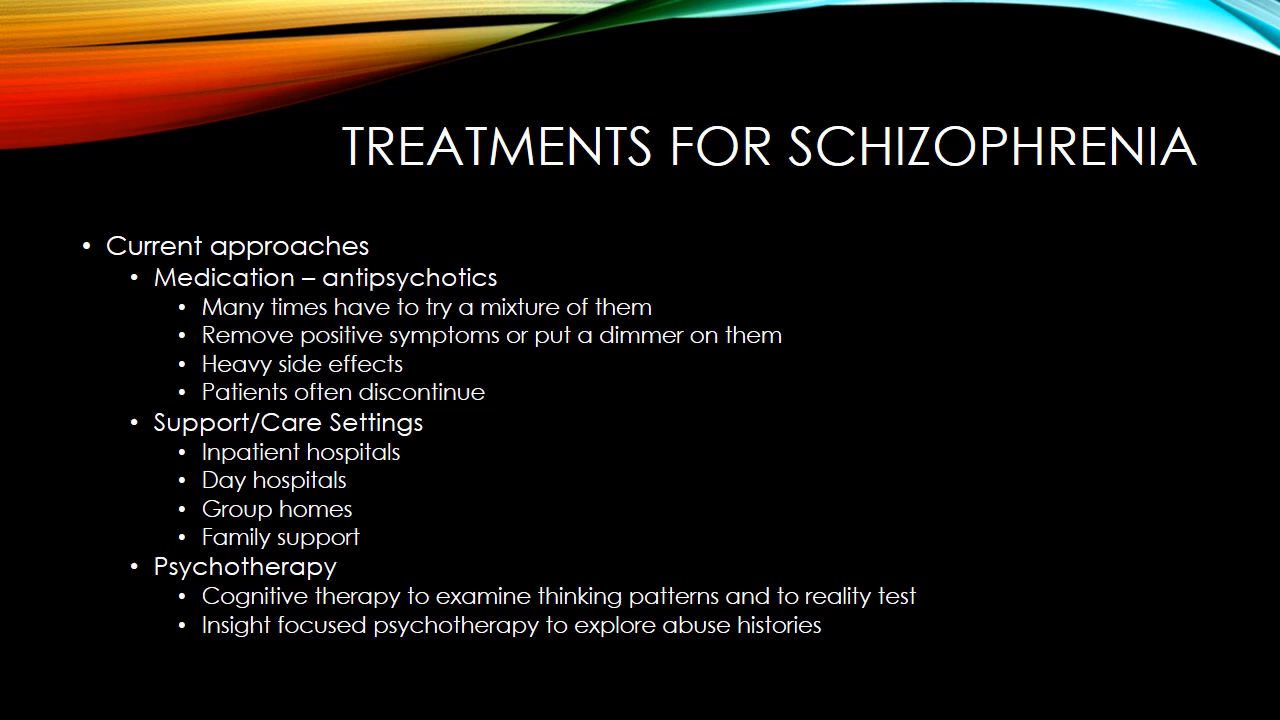 TREATMENTS FOR SCHIZOPHRENIA
• Current approaches
• Medication – antipsychotics
• Many times have to try a mixture of them
• Remove positive symptoms or put a dimmer on them
• Heavy side effects
• Patients often discontinue
• Support/Care Settings
• Inpatient hospitals
• Day hospitals
• Group homes
• Family support
• Psychotherapy
• Cognitive therapy to examine thinking patterns and to reality test
• Insight focused psychotherapy to explore abuse histories